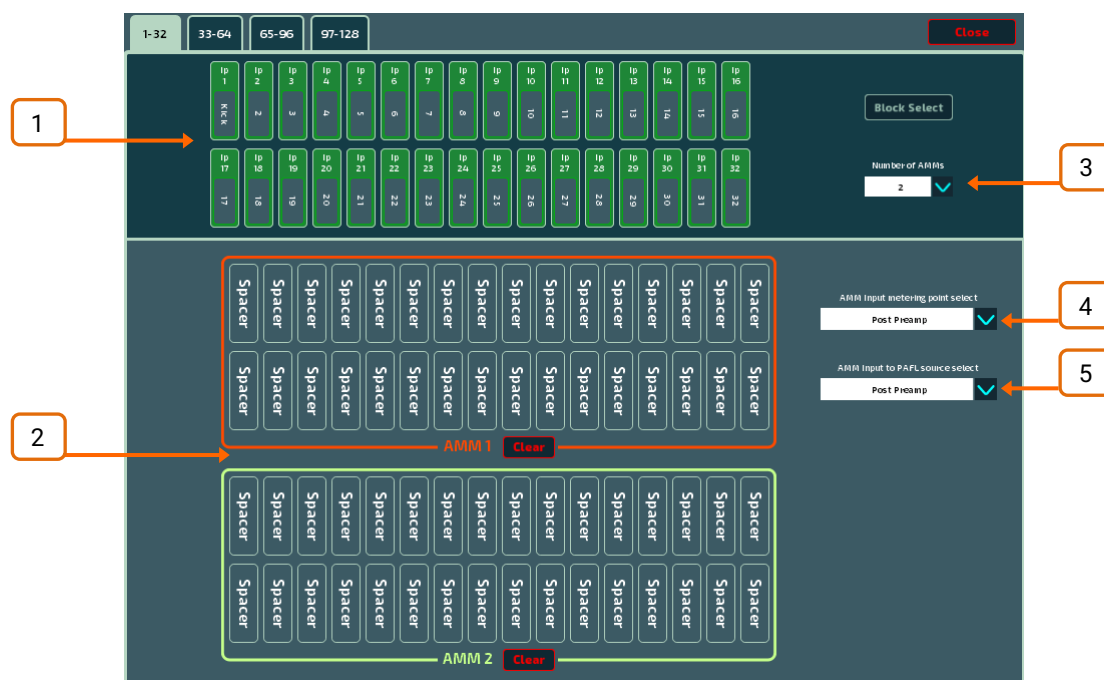 1-32 33-64 65-96 97-128 Close
Ip 1 Ip 2 Ip 3 Ip 4 Ip 5 Ip 6 Ip 7 Ip 8 Ip 9 Ip 10 Ip 11 Ip 12 Ip 13 Ip 14 Ip 15 Ip 16
Kick 2 3 4 5 6 7 8 9 10 11 12 13 14 15 16
Block Select
1
Ip 17 Ip 18 Ip 19 Ip 20 Ip 21 Ip 22 Ip 23 Ip 24 Ip 25 Ip 26 Ip 27 Ip 28 Ip 29 Ip 30 Ip 31 Ip 32
17 18 19 20 21 22 23 24 25 26 27 28 29 30 31 32
Number of AMMs
2
3
Spacer Spacer Spacer Spacer Spacer Spacer Spacer Spacer Spacer Spacer Spacer Spacer Spacer Spacer Spacer Spacer
AMM Input metering point select
Post Preamp
4
Spacer Spacer Spacer Spacer Spacer Spacer Spacer Spacer Spacer Spacer Spacer Spacer Spacer Spacer Spacer Spacer
AMM Input to PAFL source select
Post Preamp
5
2
AMM 1 Clear
Spacer Spacer Spacer Spacer Spacer Spacer Spacer Spacer Spacer Spacer Spacer Spacer Spacer Spacer Spacer Spacer
Spacer Spacer Spacer Spacer Spacer Spacer Spacer Spacer Spacer Spacer Spacer Spacer Spacer Spacer Spacer Spacer
AMM 2 Clear